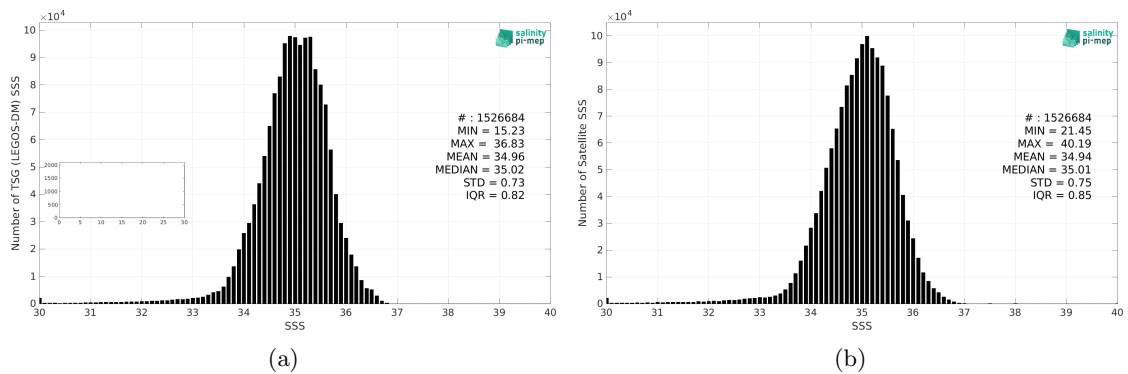 ×10⁴
10
9
8
7
6
5
4
3
2
1
0
Number of TSG (LEGOS-DM) SSS
30 31 32 33 34 35 36 37 38 39 40
SSS
2000
1500
1000
500
0
0 5 10 15 20 25 30
salinity
pi-mep
# : 1526684
MIN = 15.23
MAX = 36.83
MEAN = 34.96
MEDIAN = 35.02
STD = 0.73
IQR = 0.82
(a)
×10⁴
10
9
8
7
6
5
4
3
2
1
0
Number of Satellite SSS
30 31 32 33 34 35 36 37 38 39 40
SSS
salinity
pi-mep
# : 1526684
MIN = 21.45
MAX = 40.19
MEAN = 34.94
MEDIAN = 35.01
STD = 0.75
IQR = 0.85
(b)